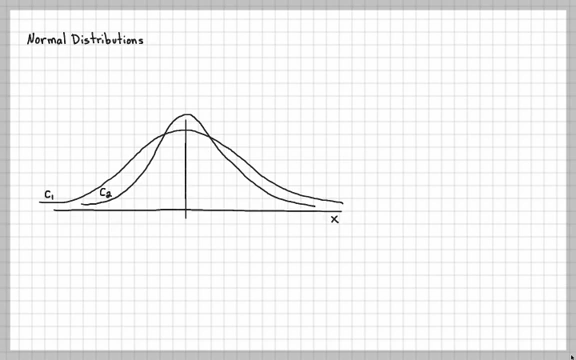 Normal Distributions
C₁
C₂
x